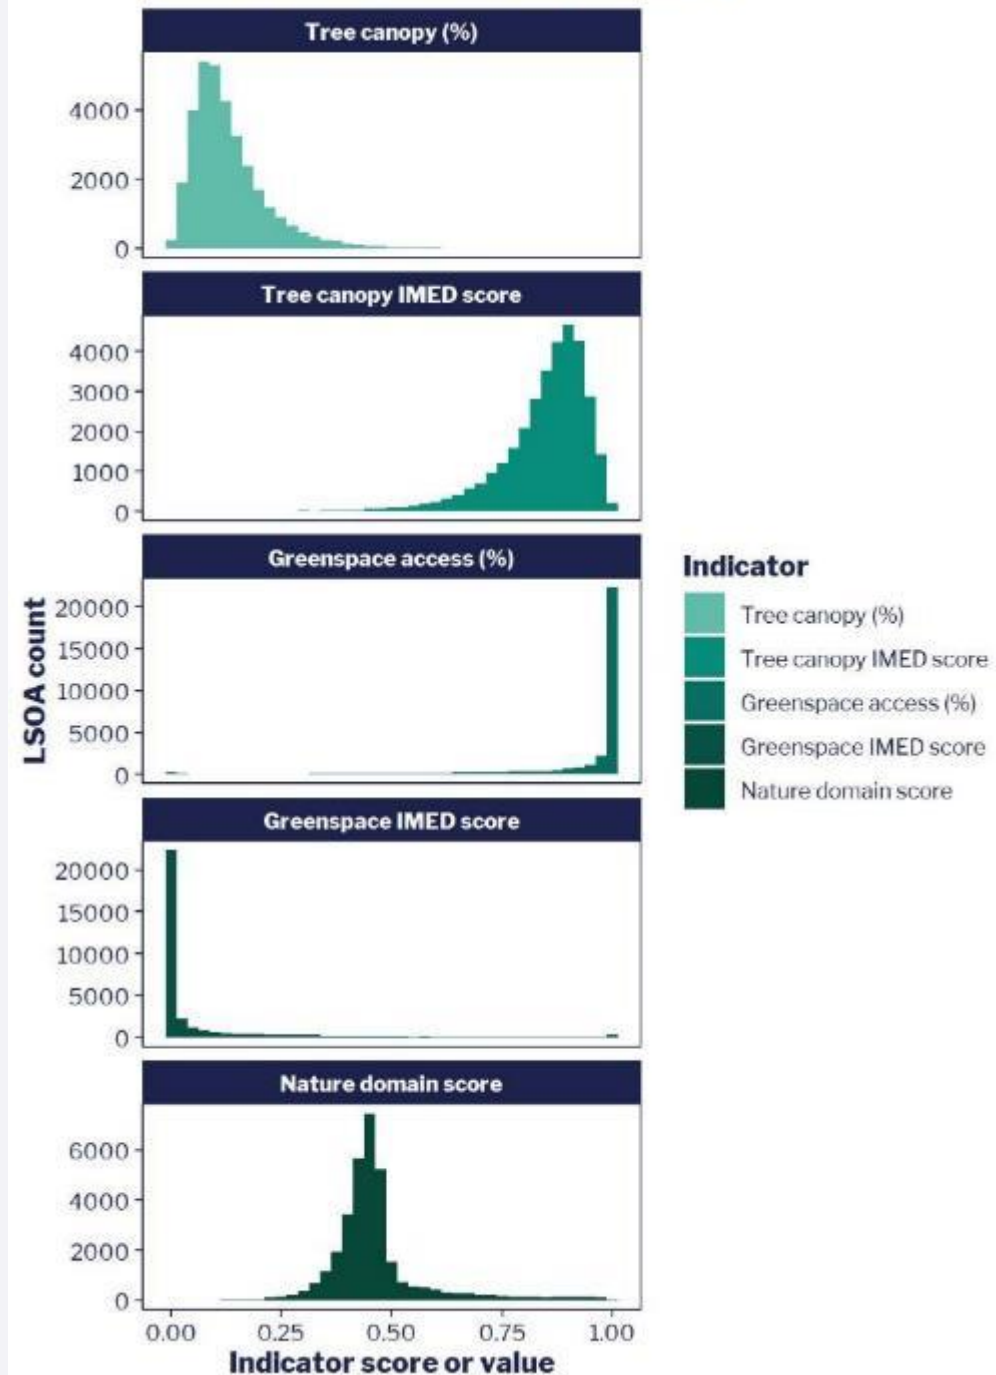 Tree canopy (%)
4000
2000
0
Tree canopy IMED score
4000
3000
2000
1000
0
Greenspace access (%)
20000
15000
10000
5000
0
Greenspace IMED score
20000
15000
10000
5000
0
Nature domain score
6000
4000
2000
0
0.00 0.25 0.50 0.75 1.00
Indicator score or value
LSOA count
Indicator
Tree canopy (%)
Tree canopy IMED score
Greenspace access (%)
Greenspace IMED score
Nature domain score